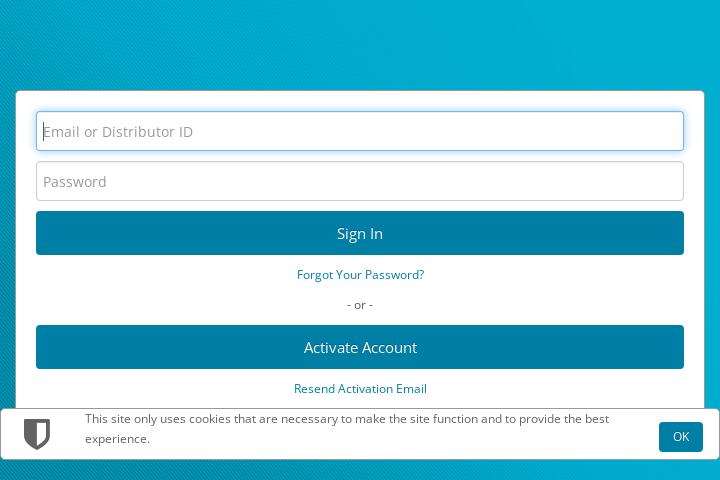 Email or Distributor ID
Password
Sign In
Forgot Your Password?
- or -
Activate Account
Resend Activation Email
This site only uses cookies that are necessary to make the site function and to provide the best
experience.
OK